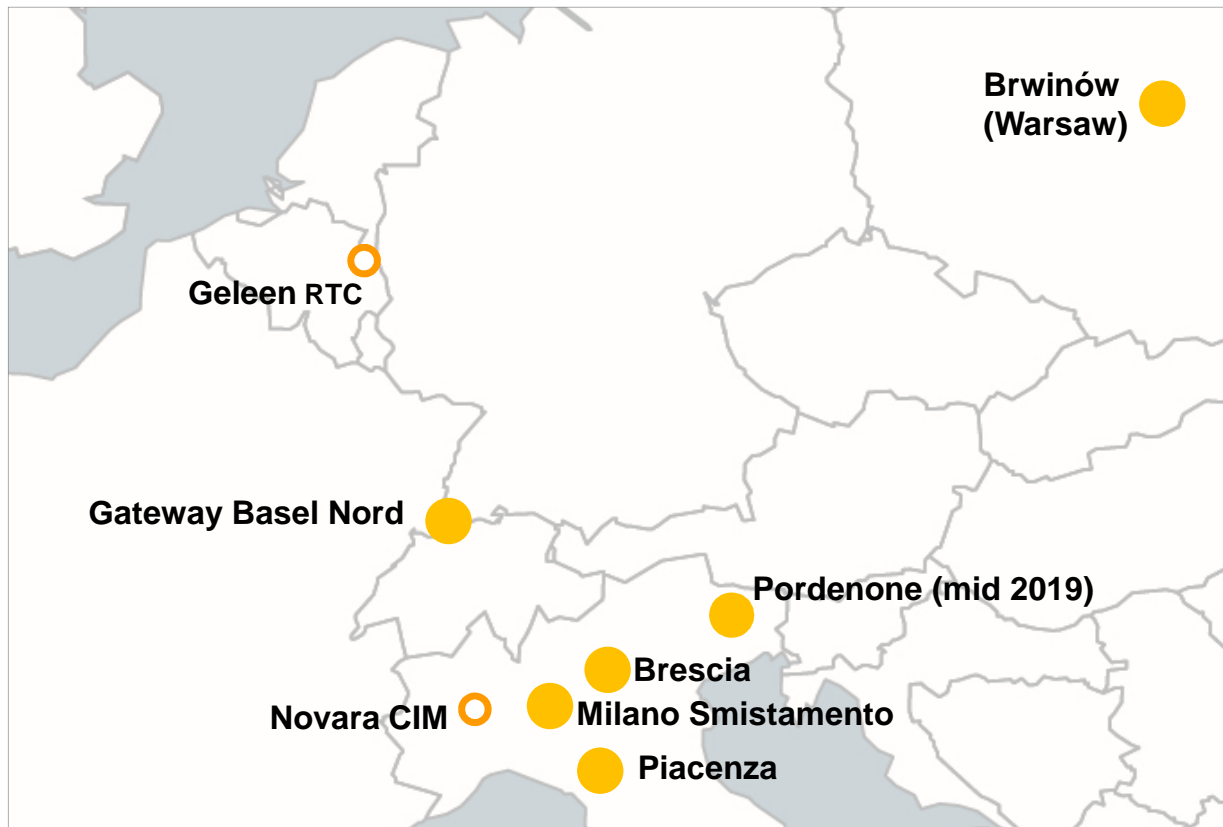 Brwinów
(Warsaw)
Geleen RTC
Gateway Basel Nord
Pordenone (mid 2019)
Brescia
Novara CIM
Milano Smistamento
Piacenza